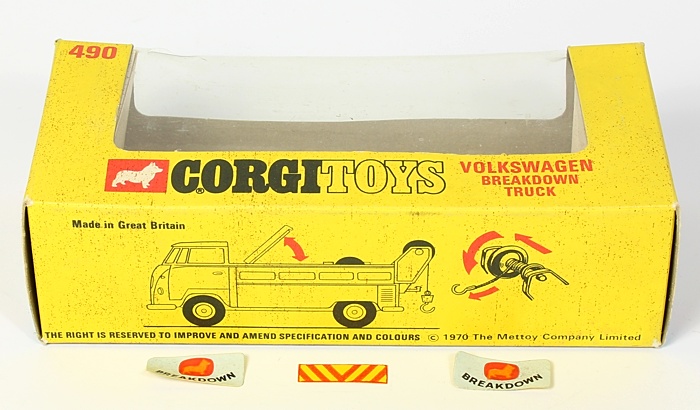 490
CORGI TOYS
VOLKSWAGEN
BREAKDOWN
TRUCK
Made in Great Britain
THE RIGHT IS RESERVED TO IMPROVE AND AMEND SPECIFICATION AND COLOURS © 1970 The Mettoy Company Limited
BREAKDOWN
BREAKDOWN